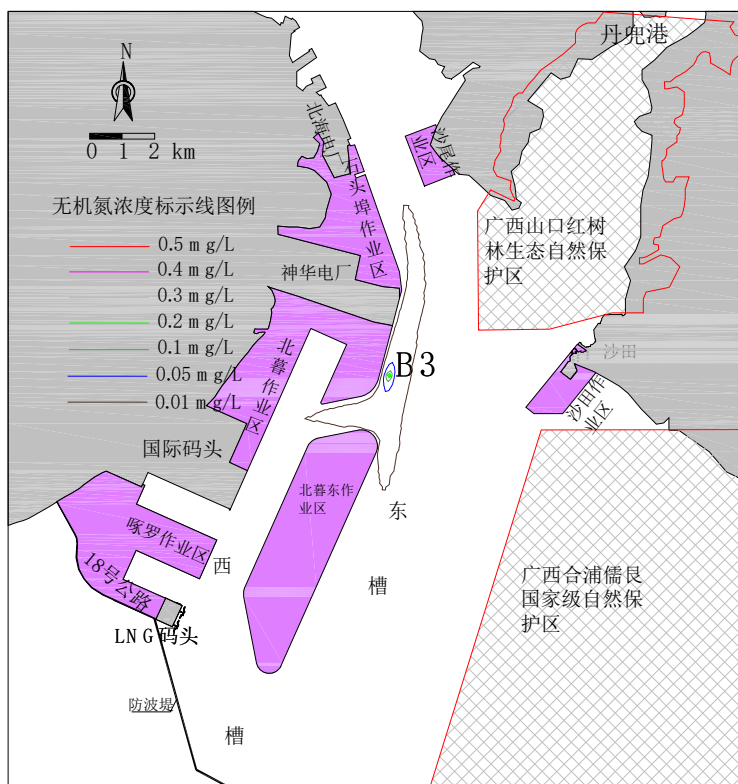 丹兜港
N
0 1 2 km
北海电厂
石头埠作业区
沙尾作
业区
无机氮浓度标示线图例
0.5 mg/L
0.4 mg/L
0.3 mg/L
0.2 mg/L
0.1 mg/L
0.05 mg/L
0.01 mg/L
广西山口红树
林生态自然保
护区
神华电厂
B3
沙田
沙田作
业区
北暮作业区
国际码头
北暮东作
业区
东
槽
啄罗作业区
西
槽
18号公路
LNG码头
广西合浦儒艮
国家级自然保
护区
防波堤